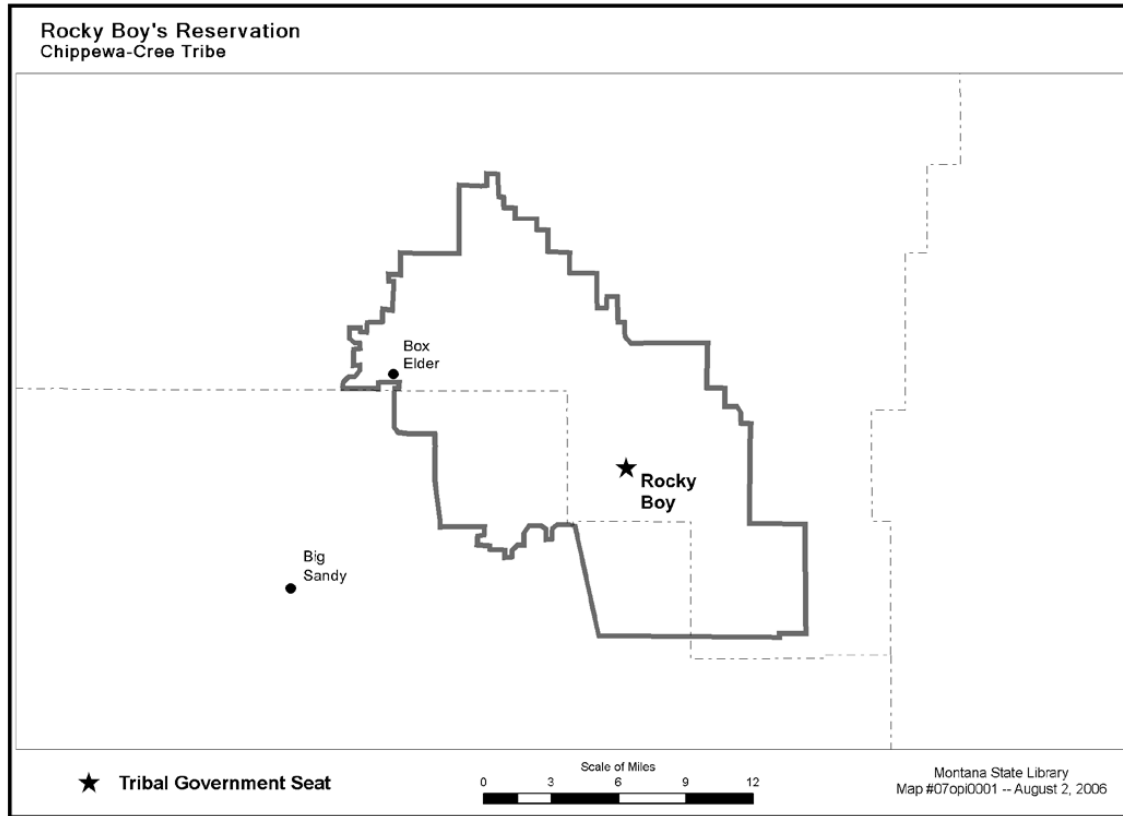 Rocky Boy's Reservation
Chippewa-Cree Tribe
Box
Elder
Rocky
Boy
Big
Sandy
Tribal Government Seat
Scale of Miles
0 3 6 9 12
Montana State Library
Map #07opi0001 -- August 2, 2006